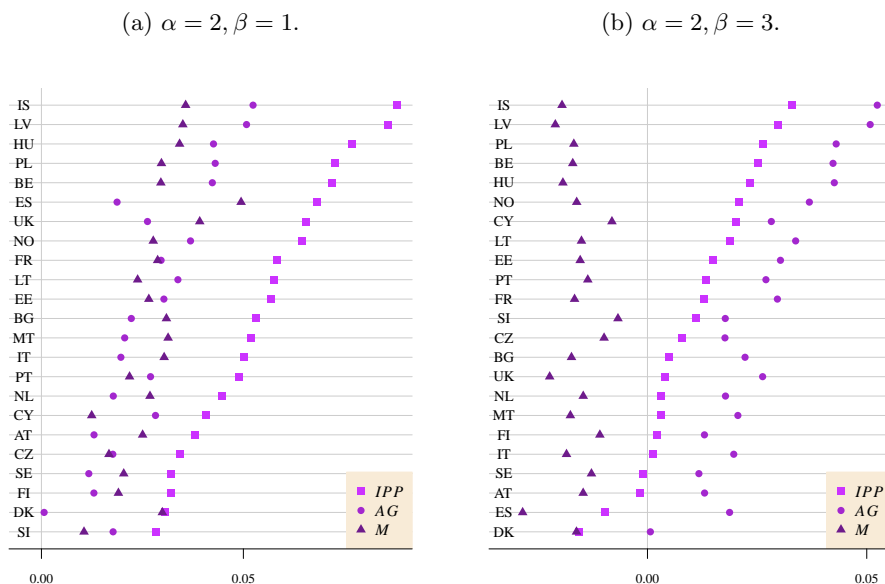 (a) α = 2, β = 1.
IS
LV
HU
PL
BE
ES
UK
NO
FR
LT
EE
BG
MT
IT
PT
NL
CY
AT
CZ
SE
FI
DK
SI
IPP
AG
M
0.00 0.05
(b) α = 2, β = 3.
IS
LV
PL
BE
HU
NO
CY
LT
EE
PT
FR
SI
CZ
BG
UK
NL
MT
FI
IT
SE
AT
ES
DK
IPP
AG
M
0.00 0.05